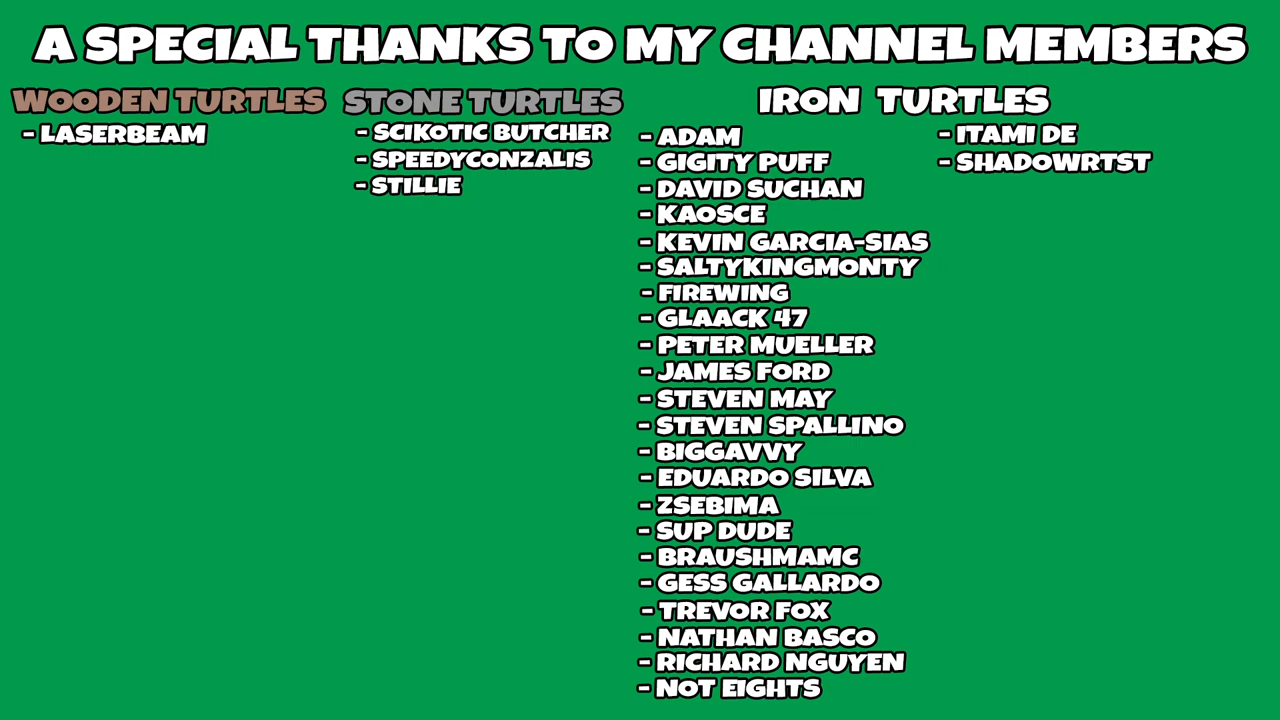 A SPECIAL THANKS TO MY CHANNEL MEMBERS
WOODEN TURTLES
- LASERBEAM
STONE TURTLES
- SCIKOTIC BUTCHER
- SPEEDYCONZALIS
- STILLIE
IRON TURTLES
- ADAM
- GIGITY PUFF
- DAVID SUCHAN
- KAOSCE
- KEVIN GARCIA-SIAS
- SALTYKINGMONTY
- FIREWING
- GLAACK 47
- PETER MUELLER
- JAMES FORD
- STEVEN MAY
- STEVEN SPALLINO
- BIGGAVVY
- EDUARDO SILVA
- ZSEBIMA
- SUP DUDE
- BRAUSHMAMC
- GESS GALLARDO
- TREVOR FOX
- NATHAN BASCO
- RICHARD NGUYEN
- NOT EIGHTS
- ITAMI DE
- SHADOWRTST